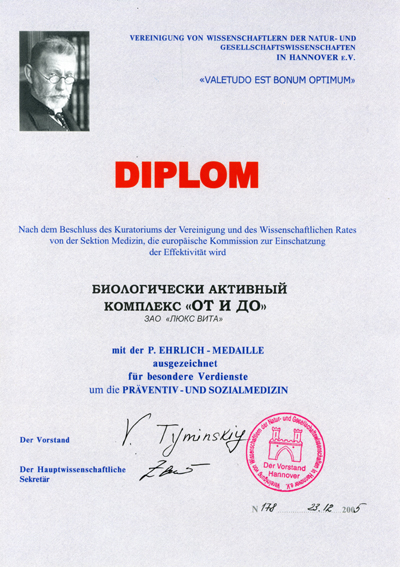 VEREINIGUNG VON WISSENSCHAFTLERN DER NATUR- UND
GESELLSCHAFTSWISSENSCHAFTEN
IN HANNOVER e.V.
«VALETUDO EST BONUM OPTIMUM»
DIPLOM
Nach dem Beschluss des Kuratoriums der Vereinigung und des Wissenschaftlichen Rates
von der Sektion Medizin, die europäische Kommission zur Einschatzung
der Effektivität wird
БИОЛОГИЧЕСКИ АКТИВНЫЙ
КОМПЛЕКС «ОТ И ДО»
ЗАО «ЛЮКС ВИТА»
mit der P. EHRLICH - MEDAILLE
ausgezeichnet
für besondere Verdienste
um die PRÄVENTIV - UND SOZIALMEDIZIN
Der Vorstand
V. Tyminskiy
Der Hauptwissenschaftliche
Sekretär
Vereinigung von Wissenschaftlern der Natur- und Gesellschaftswissenschaften in Hannover e.V.
Der Vorstand
Hannover
N 178 23.12 2005